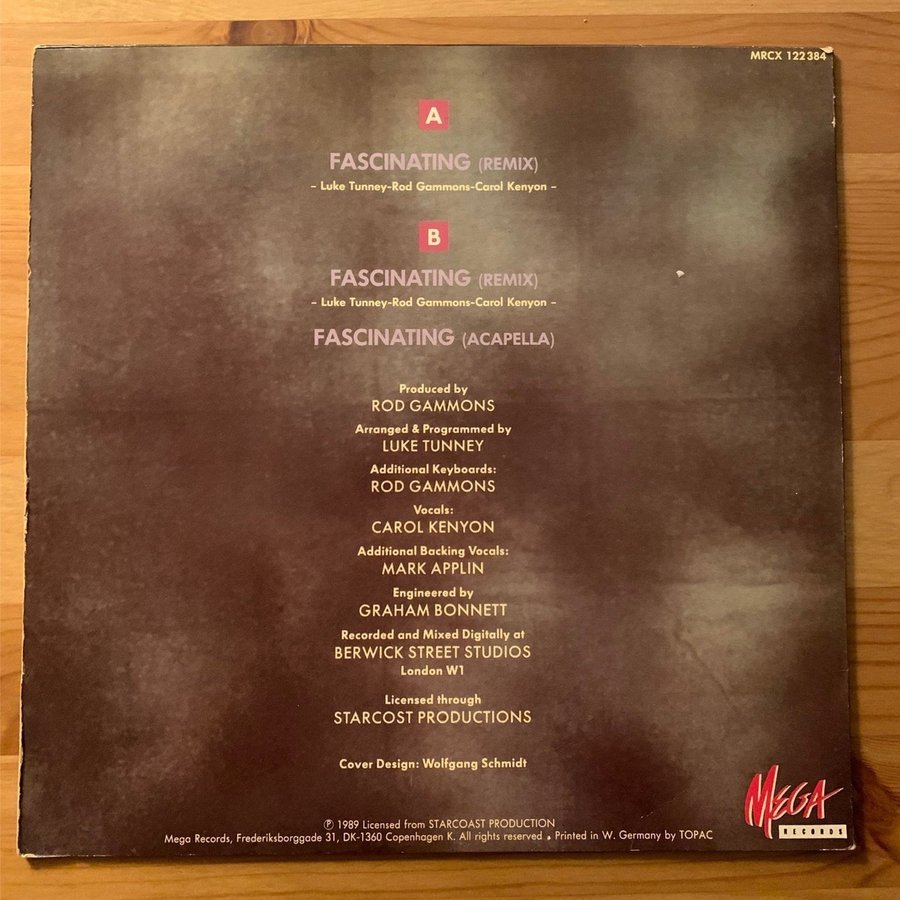 MRCX 122384
A
FASCINATING (REMIX)
– Luke Tunney-Rod Gammons-Carol Kenyon –
B
FASCINATING (REMIX)
– Luke Tunney-Rod Gammons-Carol Kenyon –
FASCINATING (ACAPELLA)
Produced by
ROD GAMMONS
Arranged & Programmed by
LUKE TUNNEY
Additional Keyboards:
ROD GAMMONS
Vocals:
CAROL KENYON
Additional Backing Vocals:
MARK APPLIN
Engineered by
GRAHAM BONNETT
Recorded and Mixed Digitally at
BERWICK STREET STUDIOS
London W1
Licensed through
STARCOST PRODUCTIONS
Cover Design: Wolfgang Schmidt
MEGA
RECORDS
℗ 1989 Licensed from STARCOAST PRODUCTION
Mega Records, Frederiksborggade 31, DK-1360 Copenhagen K. All rights reserved • Printed in W. Germany by TOPAC